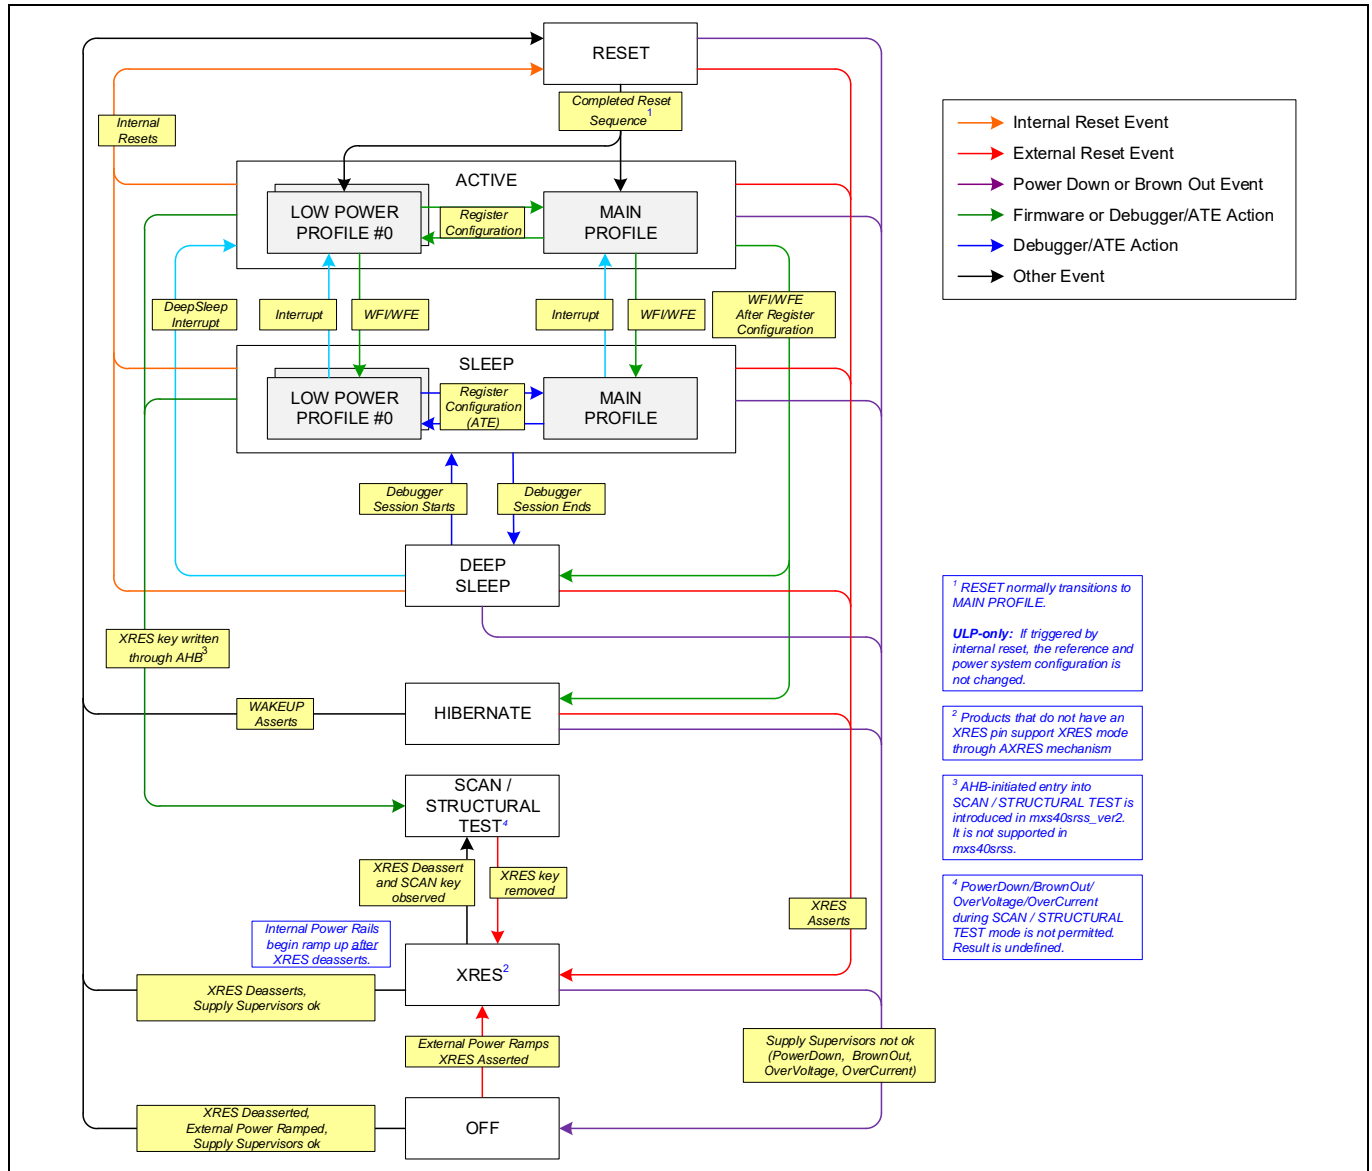 RESET
Completed Reset
Sequence 1
Internal
Resets
Internal Reset Event
External Reset Event
Power Down or Brown Out Event
Firmware or Debugger/ATE Action
Debugger/ATE Action
Other Event
ACTIVE
LOW POWER
PROFILE #0
Register
Configuration
MAIN
PROFILE
DeepSleep
Interrupt
Interrupt
WFI/WFE
Interrupt
WFI/WFE
WFI/WFE
After Register
Configuration
SLEEP
LOW POWER
PROFILE #0
Register
Configuration
(ATE)
MAIN
PROFILE
Debugger
Session Starts
Debugger
Session Ends
DEEP
SLEEP
1 RESET normally transitions to
MAIN PROFILE.
ULP-only: If triggered by
internal reset, the reference and
power system configuration is
not changed.
XRES key written
through AHB3
WAKEUP
Asserts
HIBERNATE
2 Products that do not have an
XRES pin support XRES mode
through AXRES mechanism
SCAN /
STRUCTURAL
TEST4
3 AHB-initiated entry into
SCAN / STRUCTURAL TEST is
introduced in mxs40srss_ver2.
It is not supported in
mxs40srss.
XRES Deassert
and SCAN key
observed
XRES key
removed
XRES
Asserts
4 PowerDown/BrownOut/
OverVoltage/OverCurrent
during SCAN / STRUCTURAL
TEST mode is not permitted.
Result is undefined.
Internal Power Rails
begin ramp up after
XRES deasserts.
XRES2
XRES Deasserts,
Supply Supervisors ok
External Power Ramps
XRES Asserted
Supply Supervisors not ok
(PowerDown, BrownOut,
OverVoltage, OverCurrent)
XRES Deasserted,
External Power Ramped,
Supply Supervisors ok
OFF